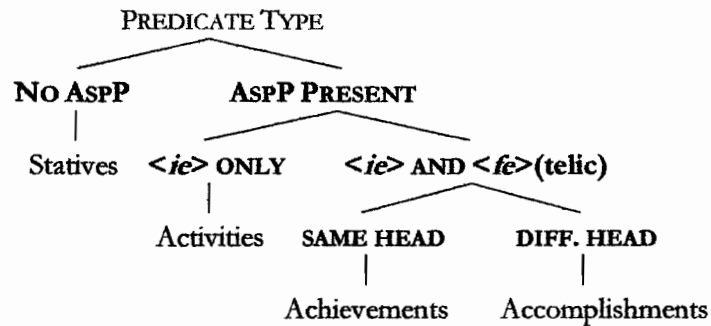 PREDICATE TYPE
NO ASPP ASPP PRESENT
Statives <ie> ONLY <ie> AND <fe>(telic)
Activities SAME HEAD DIFF. HEAD
Achievements Accomplishments